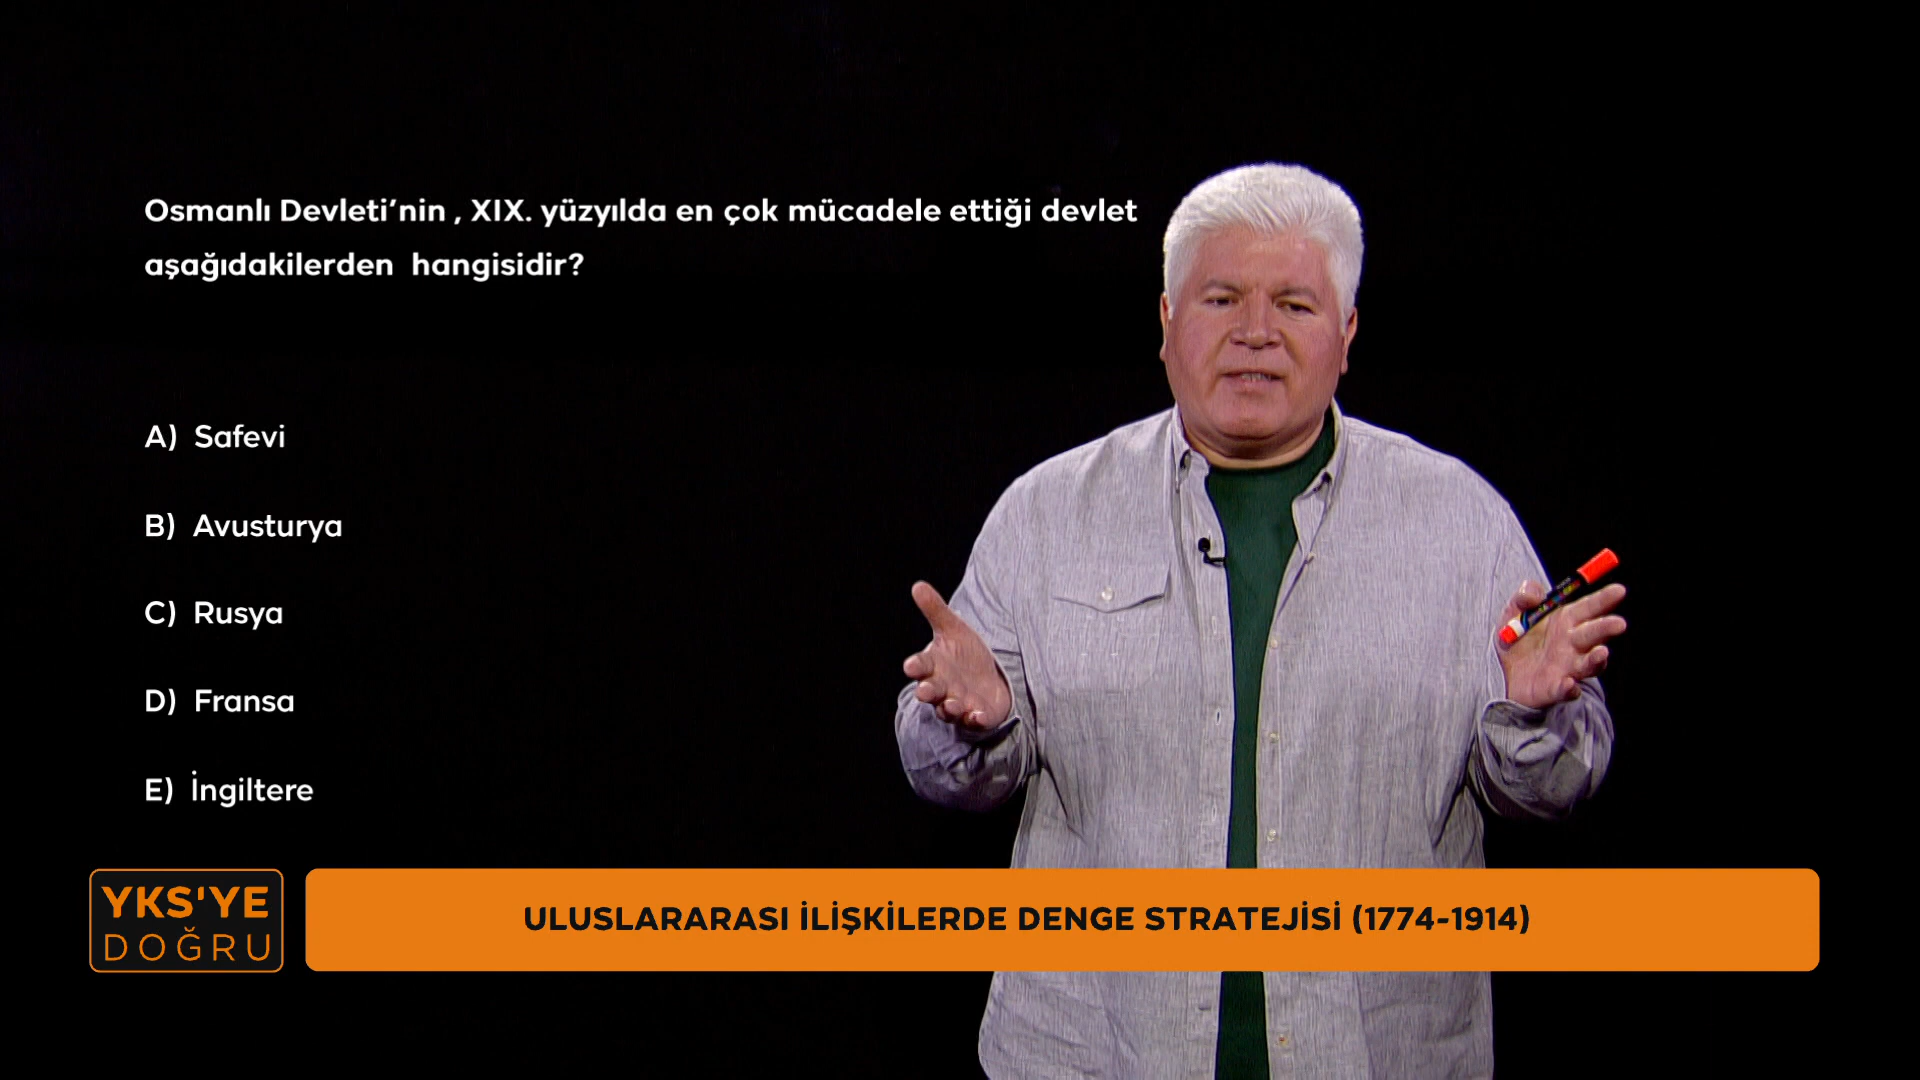 Osmanlı Devleti’nin , XIX. yüzyılda en çok mücadele ettiği devlet
aşağıdakilerden hangisidir?
A) Safevi
B) Avusturya
C) Rusya
D) Fransa
E) İngiltere
YKS'YE
DOĞRU
ULUSLARARASI İLİŞKİLERDE DENGE STRATEJİSİ (1774-1914)